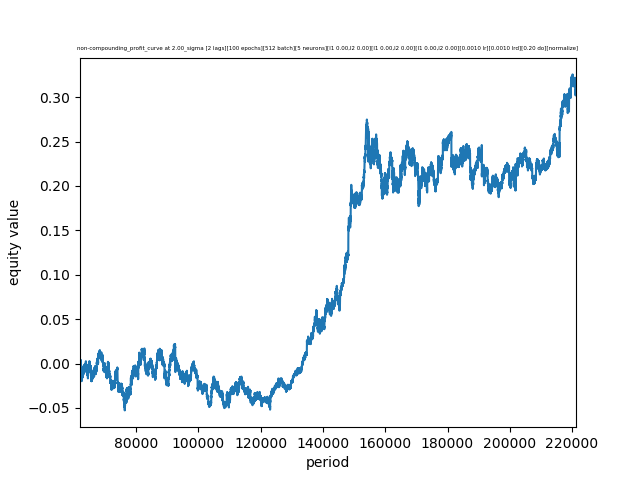 non-compounding_profit_curve at 2.00_sigma [2 lags][100 epochs][512 batch][5 neurons][l1 0.00,l2 0.00][l1 0.00,l2 0.00][l1 0.00,l2 0.00][0.0010 lr][0.0010 lrd][0.20 do][normalize]
0.30
0.25
0.20
0.15
0.10
0.05
0.00
−0.05
equity value
80000 100000 120000 140000 160000 180000 200000 220000
period